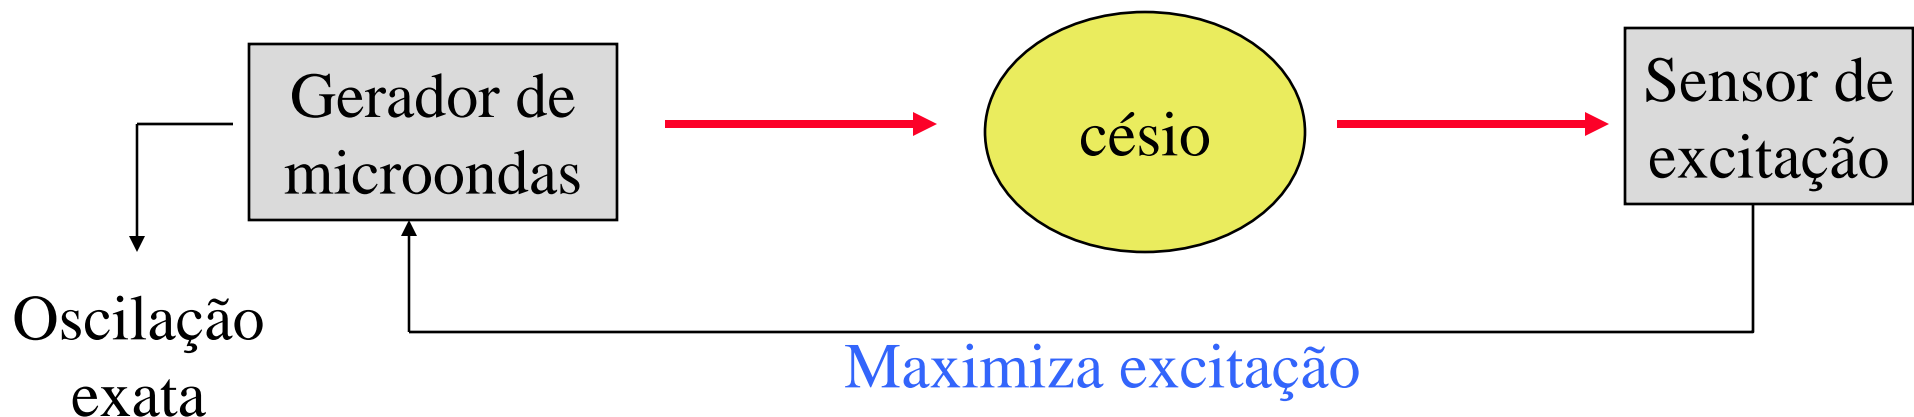 Gerador de
microondas
césio
Sensor de
excitação
Oscilação
exata
Maximiza excitação